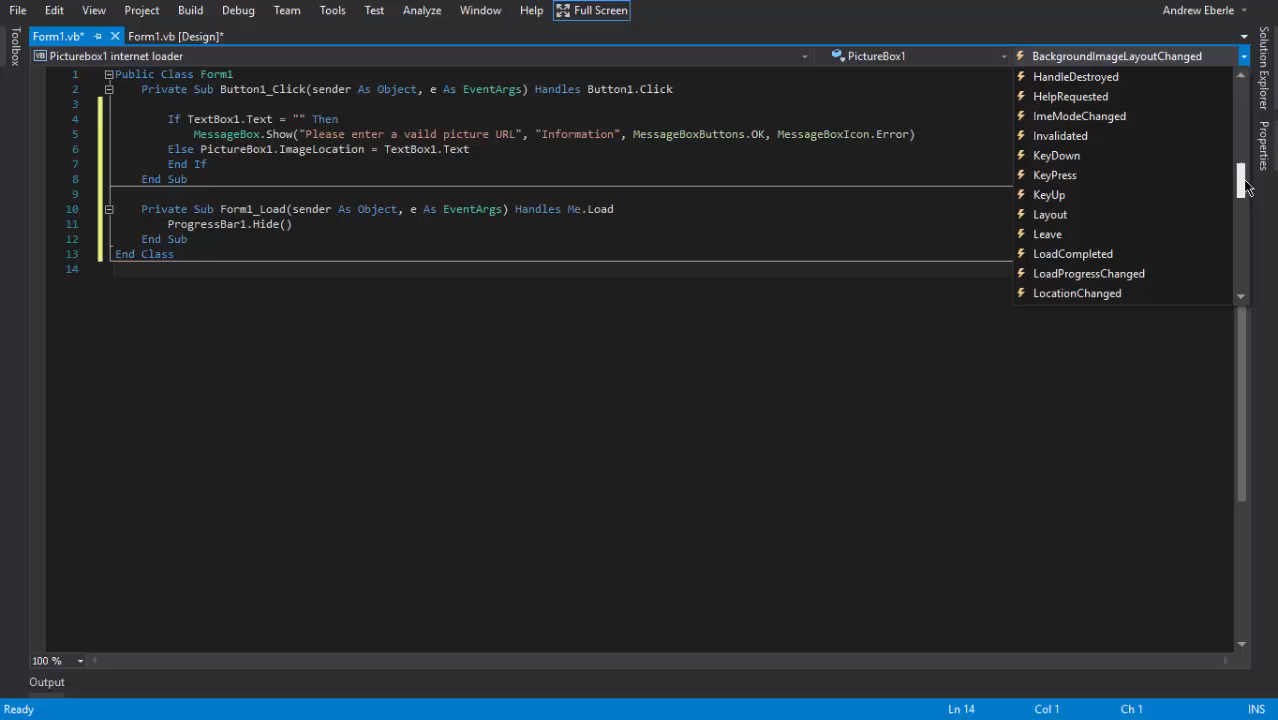 File Edit View Project Build Debug Team Tools Test Analyze Window Help Full Screen Andrew Eberle
Form1.vb* Form1.vb [Design]*
VB Picturebox1 internet loader PictureBox1 BackgroundImageLayoutChanged
Toolbox
Solution Explorer
Properties
1 Public Class Form1
2 Private Sub Button1_Click(sender As Object, e As EventArgs) Handles Button1.Click
3
4 If TextBox1.Text = "" Then
5 MessageBox.Show("Please enter a vaild picture URL", "Information", MessageBoxButtons.OK, MessageBoxIcon.Error)
6 Else PictureBox1.ImageLocation = TextBox1.Text
7 End If
8 End Sub
9
10 Private Sub Form1_Load(sender As Object, e As EventArgs) Handles Me.Load
11 ProgressBar1.Hide()
12 End Sub
13 End Class
14
HandleDestroyed
HelpRequested
ImeModeChanged
Invalidated
KeyDown
KeyPress
KeyUp
Layout
Leave
LoadCompleted
LoadProgressChanged
LocationChanged
100 %
Output
Ready Ln 14 Col 1 Ch 1 INS